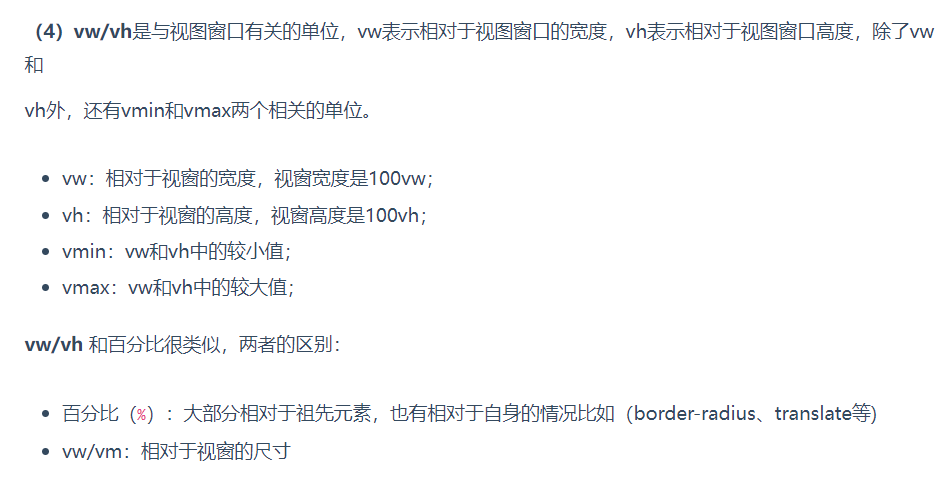 （4）vw/vh是与视图窗口有关的单位，vw表示相对于视图窗口的宽度，vh表示相对于视图窗口高度，除了vw
和
vh外，还有vmin和vmax两个相关的单位。
• vw：相对于视窗的宽度，视窗宽度是100vw；
• vh：相对于视窗的高度，视窗高度是100vh；
• vmin：vw和vh中的较小值；
• vmax：vw和vh中的较大值；
vw/vh 和百分比很类似，两者的区别：
• 百分比（%）：大部分相对于祖先元素，也有相对于自身的情况比如（border-radius、translate等)
• vw/vm：相对于视窗的尺寸